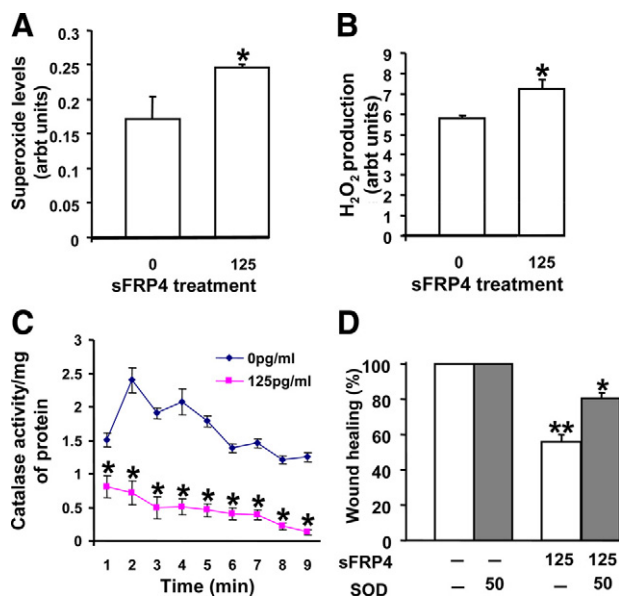 A
Superoxide levels
(arbt units)
0.3
0.25
0.2
0.15
0.1
0.05
0
*
0 125
sFRP4 treatment
B
H₂O₂ production
(arbt units)
9
8
7
6
5
4
3
2
1
0
*
0 125
sFRP4 treatment
C
Catalase activity/mg
of protein
3
2.5
2
1.5
1
0.5
0
0pg/ml
125pg/ml
* * * * * * * * *
1 2 3 4 5 6 7 8 9
Time (min)
D
Wound healing (%)
100
80
60
40
20
0
**
*
sFRP4 – – 125 125
SOD – 50 – 50